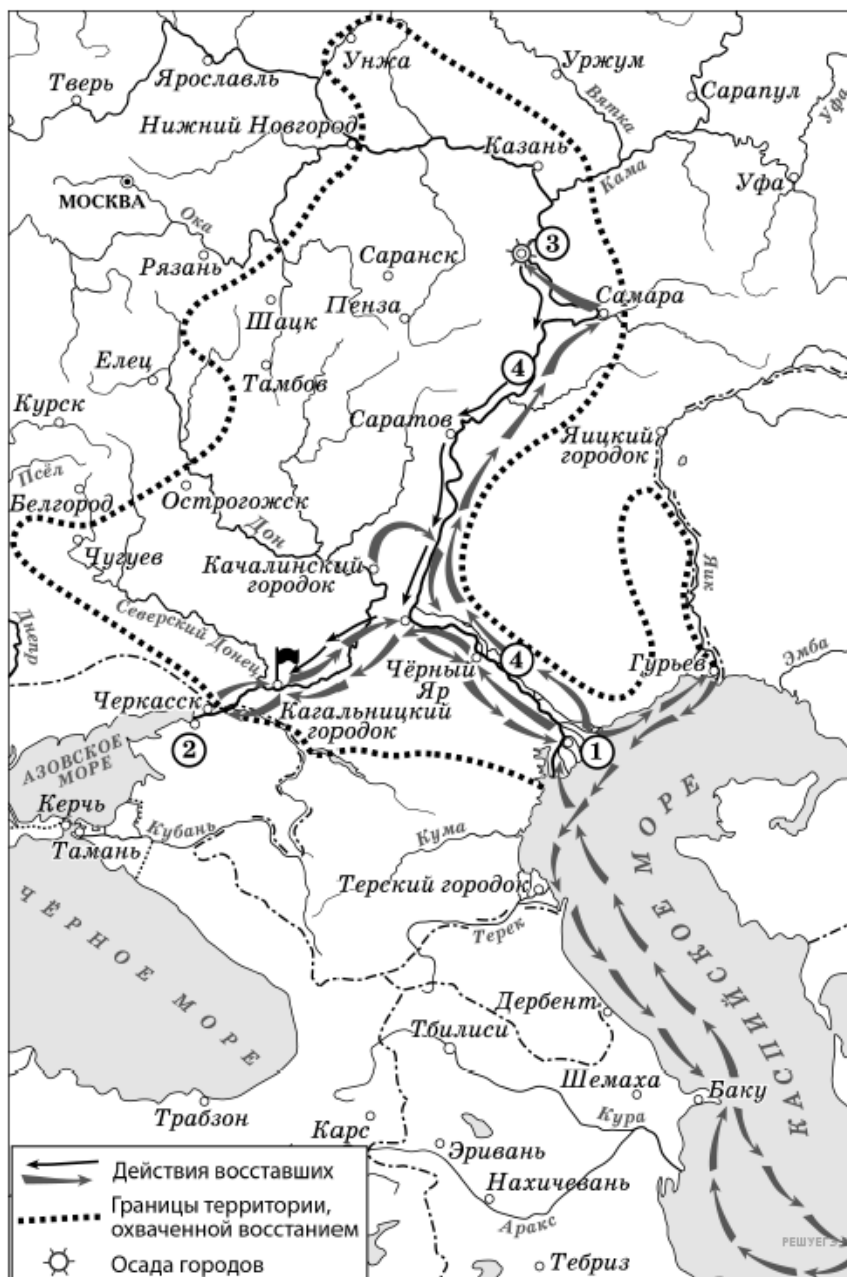 Унжа
Уржум
Ярославль
Тверь
Вятка
Сарапул
Уфа
Нижний Новгород
Казань
Кама
Уфа
МОСКВА
Ока
Рязань
Саранск
3
Шацк
Пенза
Самара
Елец
Тамбов
4
Курск
Саратов
Яицкий
городок
Псёл
Белгород
Острогожск
Дон
Чугуев
Качалинский
городок
Яик
Днепр
Северский Донец
Чёрный
Яр
4
Гурьев
Эмба
Черкасск
Кагальницкий
городок
2
1
АЗОВСКОЕ
МОРЕ
Керчь
Тамань
Кубань
Кума
Терский городок
Терек
ЧЁРНОЕ МОРЕ
КАСПИЙСКОЕ МОРЕ
Дербент
Тбилиси
Шемаха
Баку
Трабзон
Карс
Кура
Эривань
Нахичевань
Аракс
Тебриз
Действия восставших
Границы территории,
охваченной восстанием
Осада городов
РЕШУЕГЭ